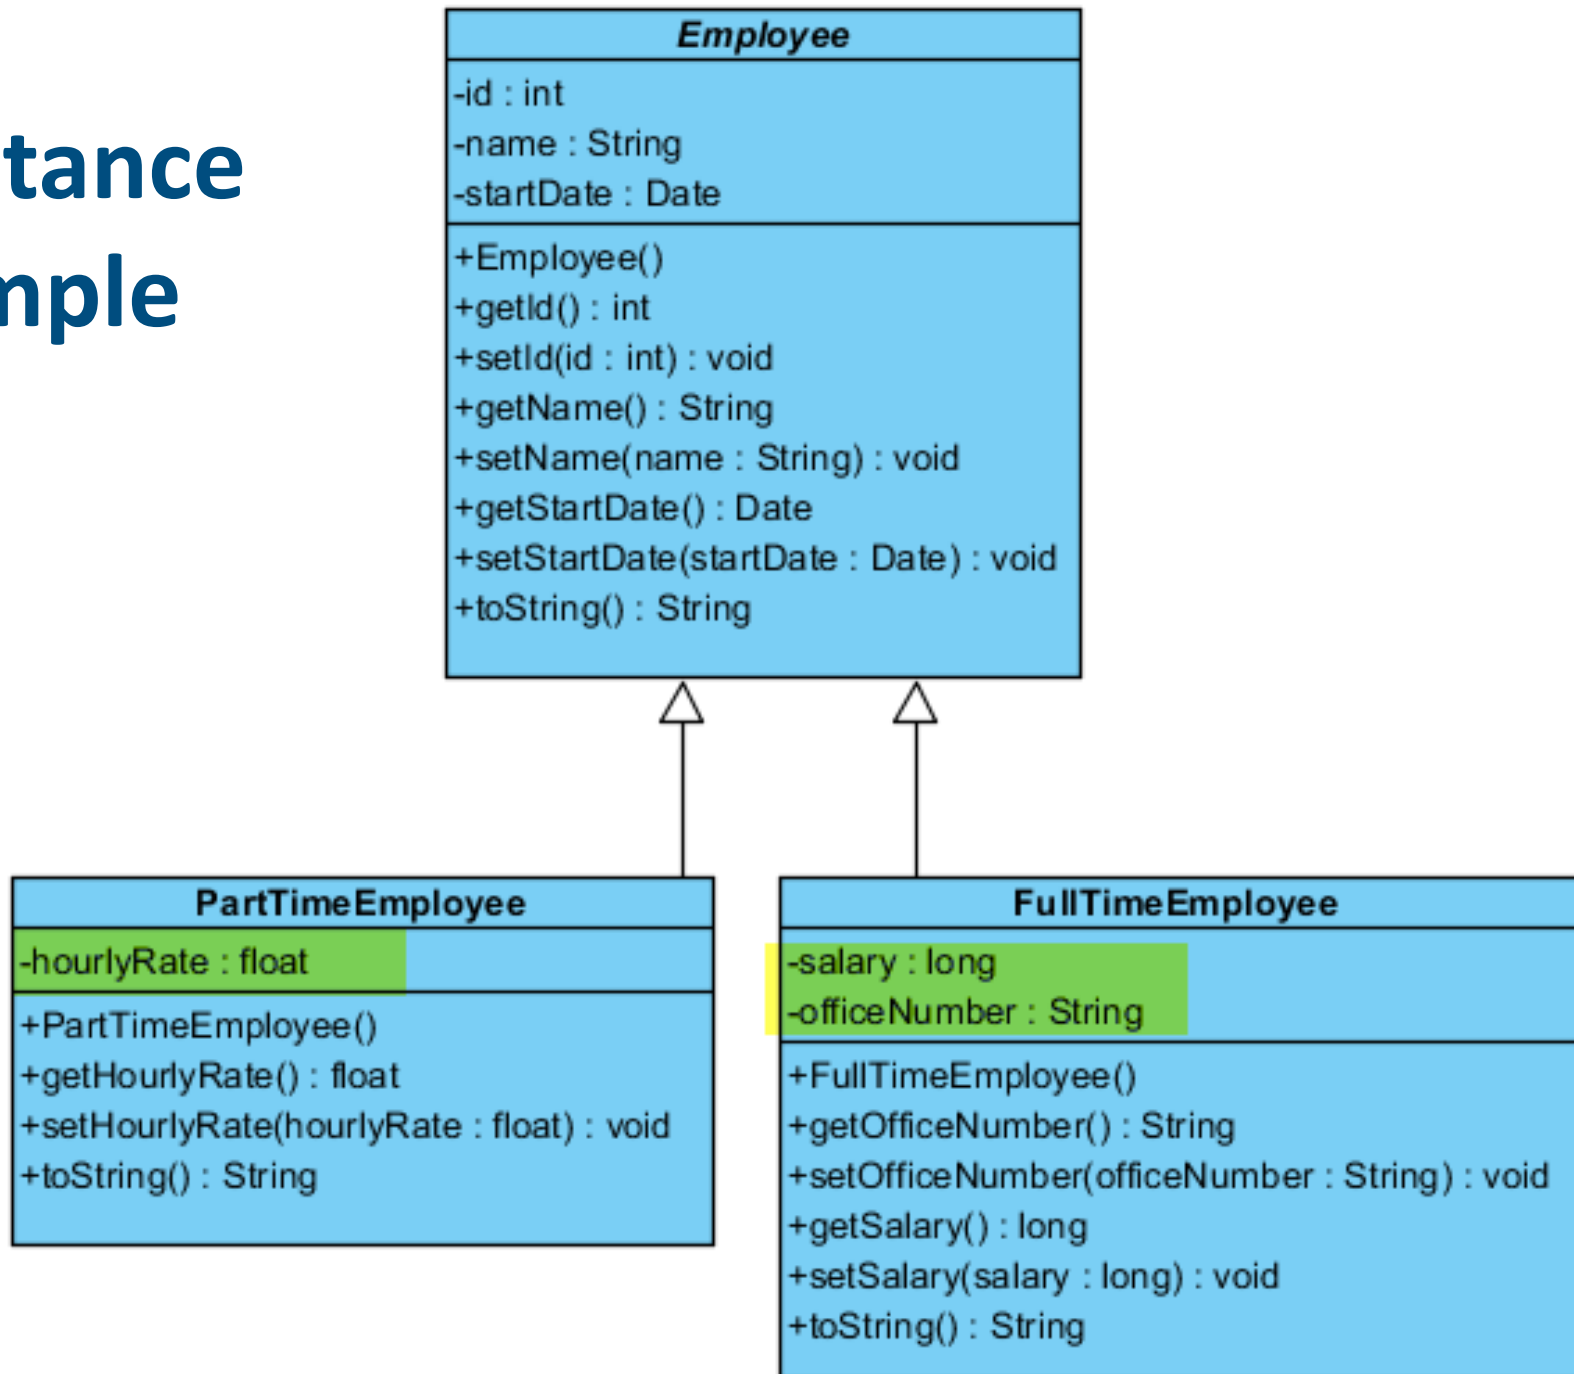 tance
mple
Employee
-id : int
-name : String
-startDate : Date
+Employee()
+getId() : int
+setId(id : int) : void
+getName() : String
+setName(name : String) : void
+getStartDate() : Date
+setStartDate(startDate : Date) : void
+toString() : String
PartTimeEmployee
-hourlyRate : float
+PartTimeEmployee()
+getHourlyRate() : float
+setHourlyRate(hourlyRate : float) : void
+toString() : String
FullTimeEmployee
-salary : long
-officeNumber : String
+FullTimeEmployee()
+getOfficeNumber() : String
+setOfficeNumber(officeNumber : String) : void
+getSalary() : long
+setSalary(salary : long) : void
+toString() : String